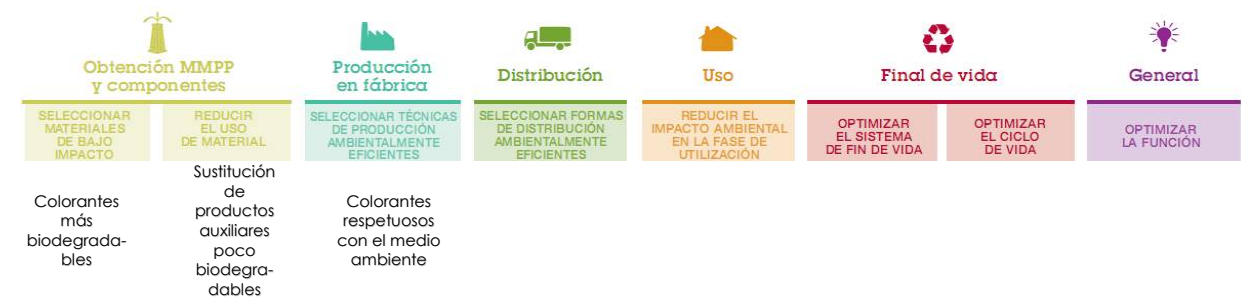 Obtención MMPP
y componentes
Producción
en fábrica
Distribución
Uso
Final de vida
General
SELECCIONAR
MATERIALES
DE BAJO
IMPACTO
REDUCIR
EL USO
DE MATERIAL
SELECCIONAR TÉCNICAS
DE PRODUCCIÓN
AMBIENTALMENTE
EFICIENTES
SELECCIONAR FORMAS
DE DISTRIBUCIÓN
AMBIENTALMENTE
EFICIENTES
REDUCIR EL
IMPACTO AMBIENTAL
EN LA FASE DE
UTILIZACIÓN
OPTIMIZAR
EL SISTEMA
DE FIN DE VIDA
OPTIMIZAR
EL CICLO
DE VIDA
OPTIMIZAR
LA FUNCIÓN
Colorantes
más
biodegrada-
bles
Sustitución
de
productos
auxiliares
poco
biodegra-
dables
Colorantes
respetuosos
con el medio
ambiente